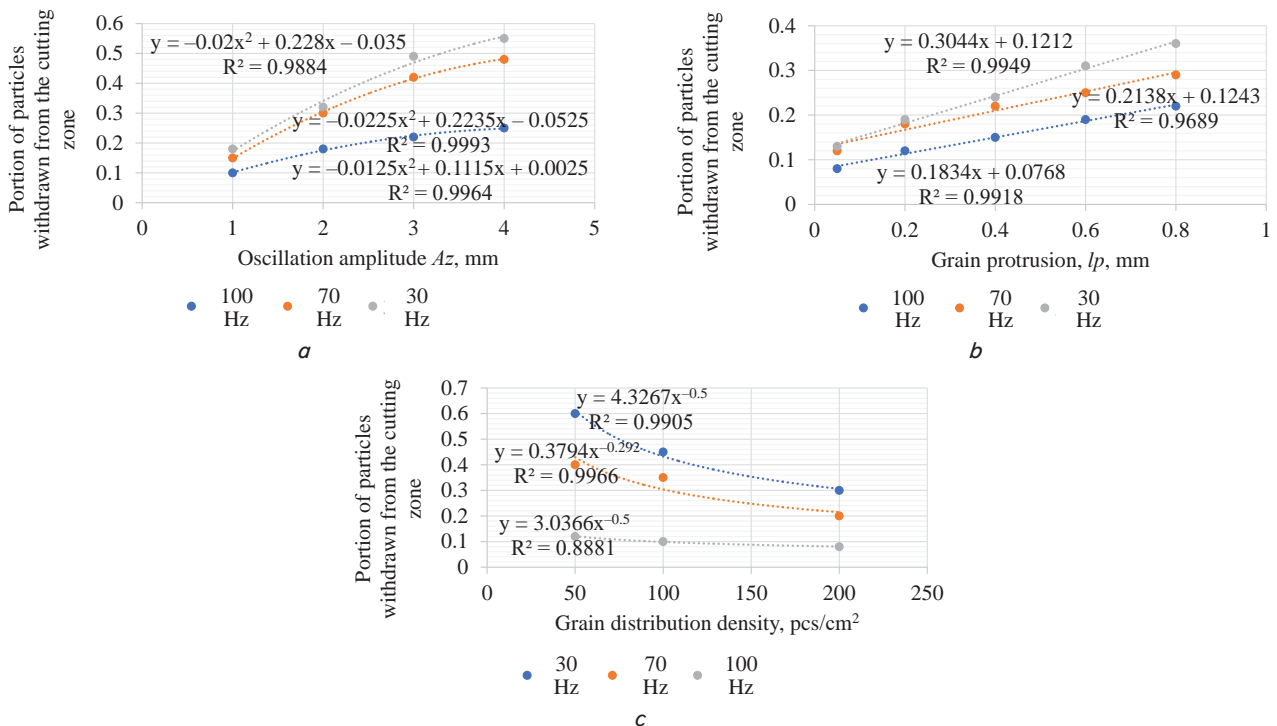 Portion of particles
withdrawn from the cutting
zone
0.6
0.5
0.4
0.3
0.2
0.1
0
y = –0.02x² + 0.228x – 0.035
R² = 0.9884
y = –0.0225x² + 0.2235x – 0.0525
R² = 0.9993
y = –0.0125x² + 0.1115x + 0.0025
R² = 0.9964
0 1 2 3 4 5
Oscillation amplitude Az, mm
100 Hz
70 Hz
30 Hz
a
Portion of particles
withdrawn from the cutting
zone
0.4
0.3
0.2
0.1
0
y = 0.3044x + 0.1212
R² = 0.9949
y = 0.2138x + 0.1243
R² = 0.9689
y = 0.1834x + 0.0768
R² = 0.9918
0 0.2 0.4 0.6 0.8 1
Grain protrusion, lp, mm
100 Hz
70 Hz
30 Hz
b
Portion of particles
withdrawn from the cutting
zone
0.7
0.6
0.5
0.4
0.3
0.2
0.1
0
y = 4.3267x⁻⁰·⁵
R² = 0.9905
y = 0.3794x⁻⁰·²⁹²
R² = 0.9966
y = 3.0366x⁻⁰·⁵
R² = 0.8881
0 50 100 150 200 250
Grain distribution density, pcs/cm²
30 Hz
70 Hz
100 Hz
c